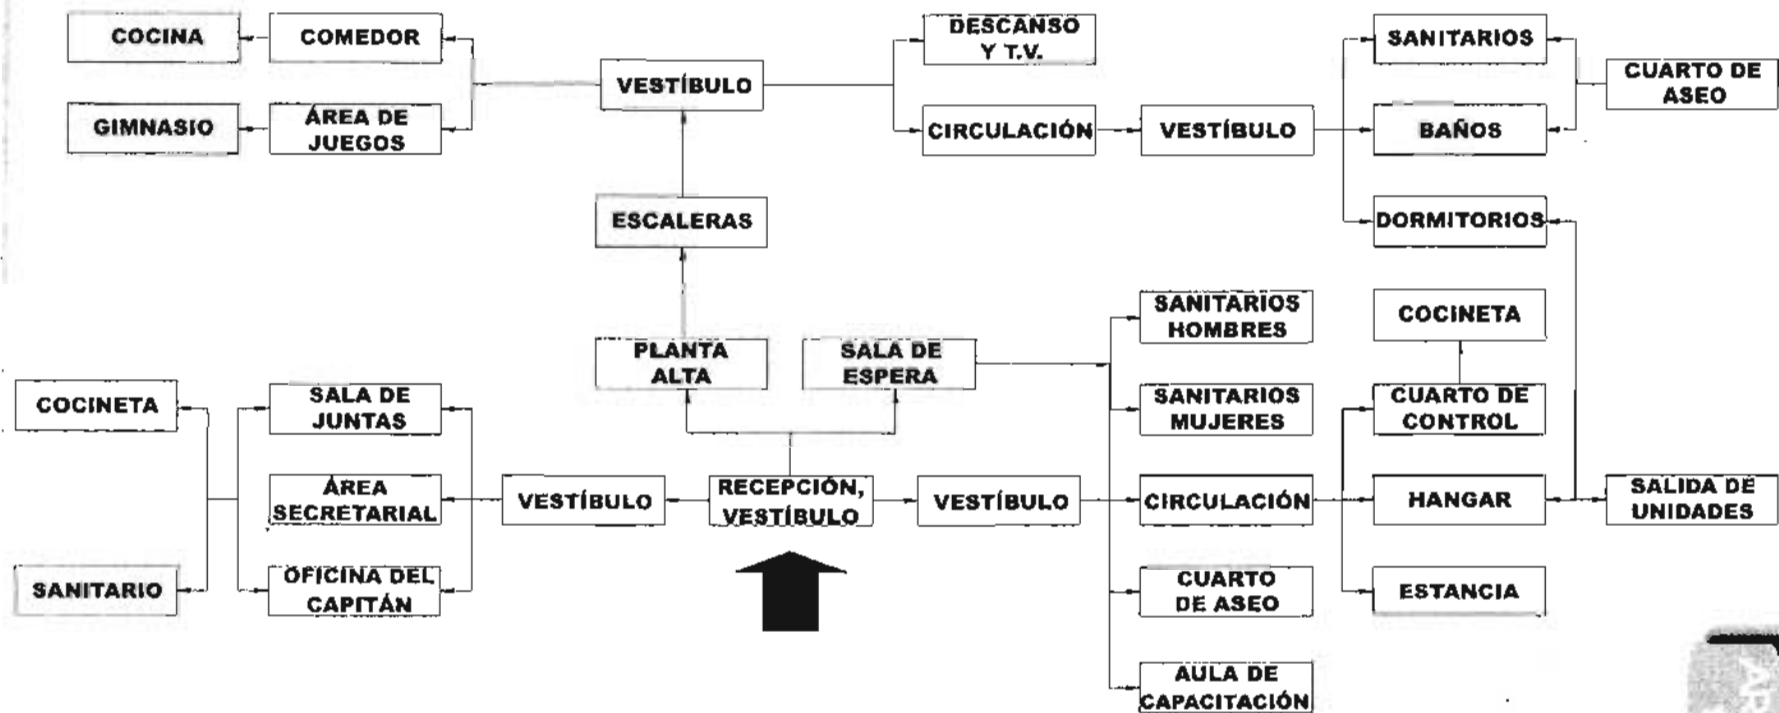 COCINA
COMEDOR
VESTÍBULO
DESCANSO
Y T.V.
SANITARIOS
CUARTO DE
ASEO
GIMNASIO
ÁREA DE
JUEGOS
CIRCULACIÓN
VESTÍBULO
BAÑOS
ESCALERAS
DORMITORIOS
PLANTA
ALTA
SALA DE
ESPERA
SANITARIOS
HOMBRES
COCINETA
COCINETA
SALA DE
JUNTAS
SANITARIOS
MUJERES
CUARTO DE
CONTROL
ÁREA
SECRETARIAL
VESTÍBULO
RECEPCIÓN,
VESTÍBULO
VESTÍBULO
CIRCULACIÓN
HANGAR
SALIDA DE
UNIDADES
SANITARIO
OFICINA DEL
CAPITÁN
CUARTO
DE ASEO
ESTANCIA
AULA DE
CAPACITACIÓN